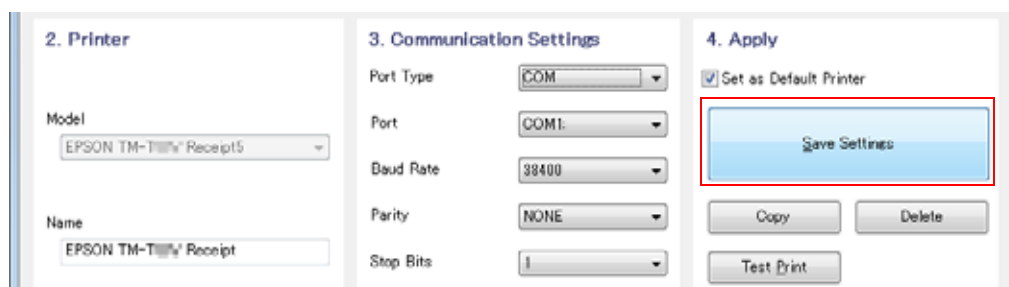 2. Printer
Model
EPSON TM-T Receipt5
Name
EPSON TM-T Receipt
3. Communication Settings
Port Type
COM
Port
COM1:
Baud Rate
38400
Parity
NONE
Stop Bits
1
4. Apply
Set as Default Printer
Save Settings
Copy
Delete
Test Print